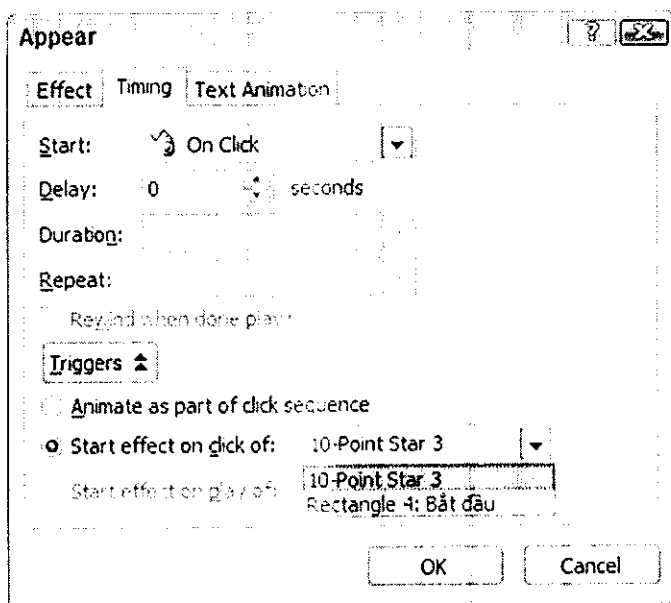 Appear
Effect Timing Text Animation
Start: On Click
Delay: 0 seconds
Duration:
Repeat:
Rewind when done playing
Triggers
Animate as part of click sequence
Start effect on click of: 10-Point Star 3
Start effect on play of: 10-Point Star 3
Rectangle 4: Bắt đầu
OK Cancel